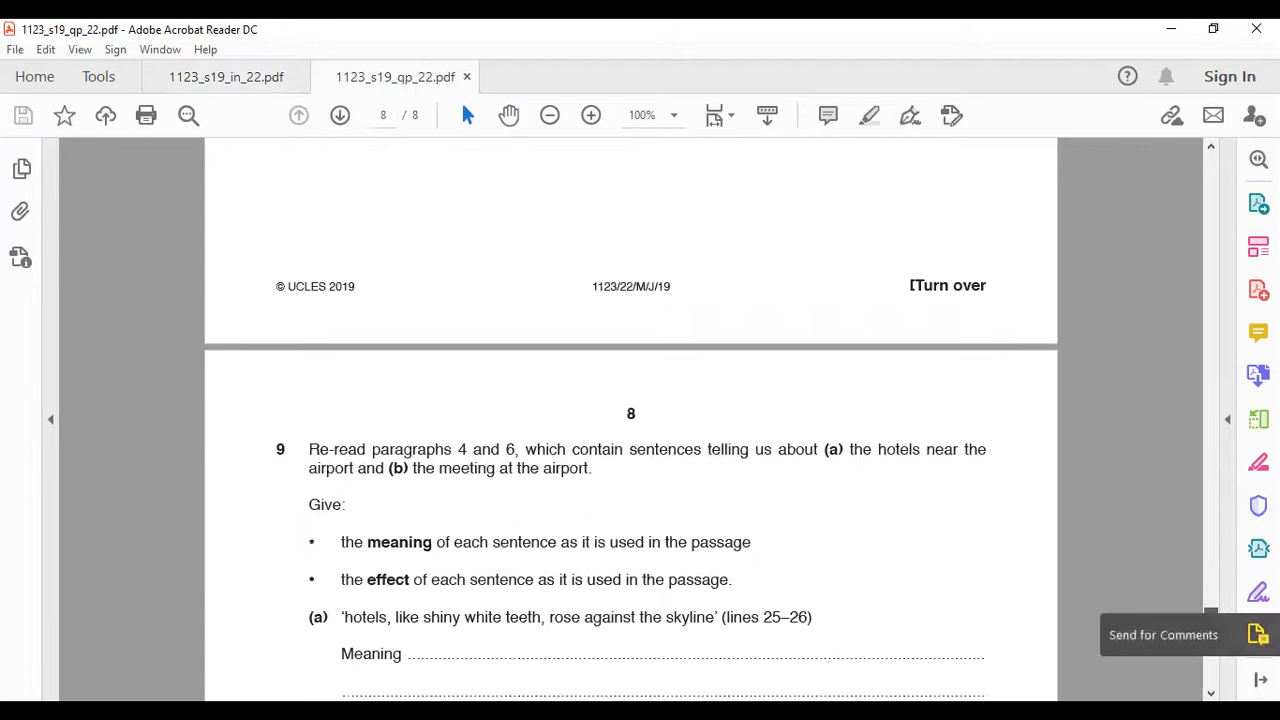 1123_s19_qp_22.pdf - Adobe Acrobat Reader DC
File Edit View Sign Window Help
Home Tools 1123_s19_in_22.pdf 1123_s19_qp_22.pdf × Sign In
8 / 8 100%
© UCLES 2019 1123/22/M/J/19 [Turn over
8
9 Re-read paragraphs 4 and 6, which contain sentences telling us about (a) the hotels near the
airport and (b) the meeting at the airport.
Give:
• the meaning of each sentence as it is used in the passage
• the effect of each sentence as it is used in the passage.
(a) ‘hotels, like shiny white teeth, rose against the skyline’ (lines 25–26)
Send for Comments
Meaning ................................................................
................................................................